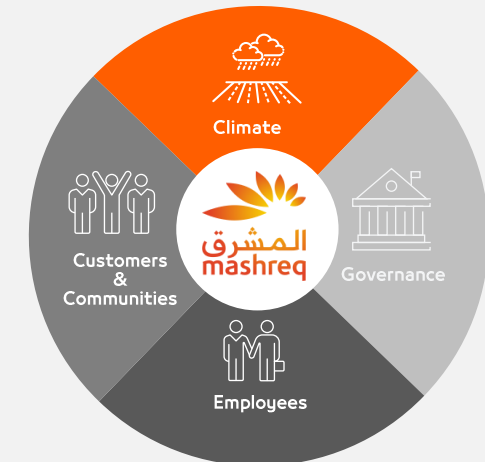 Climate
المشرق
mashreq
Customers
&
Communities
Governance
Employees